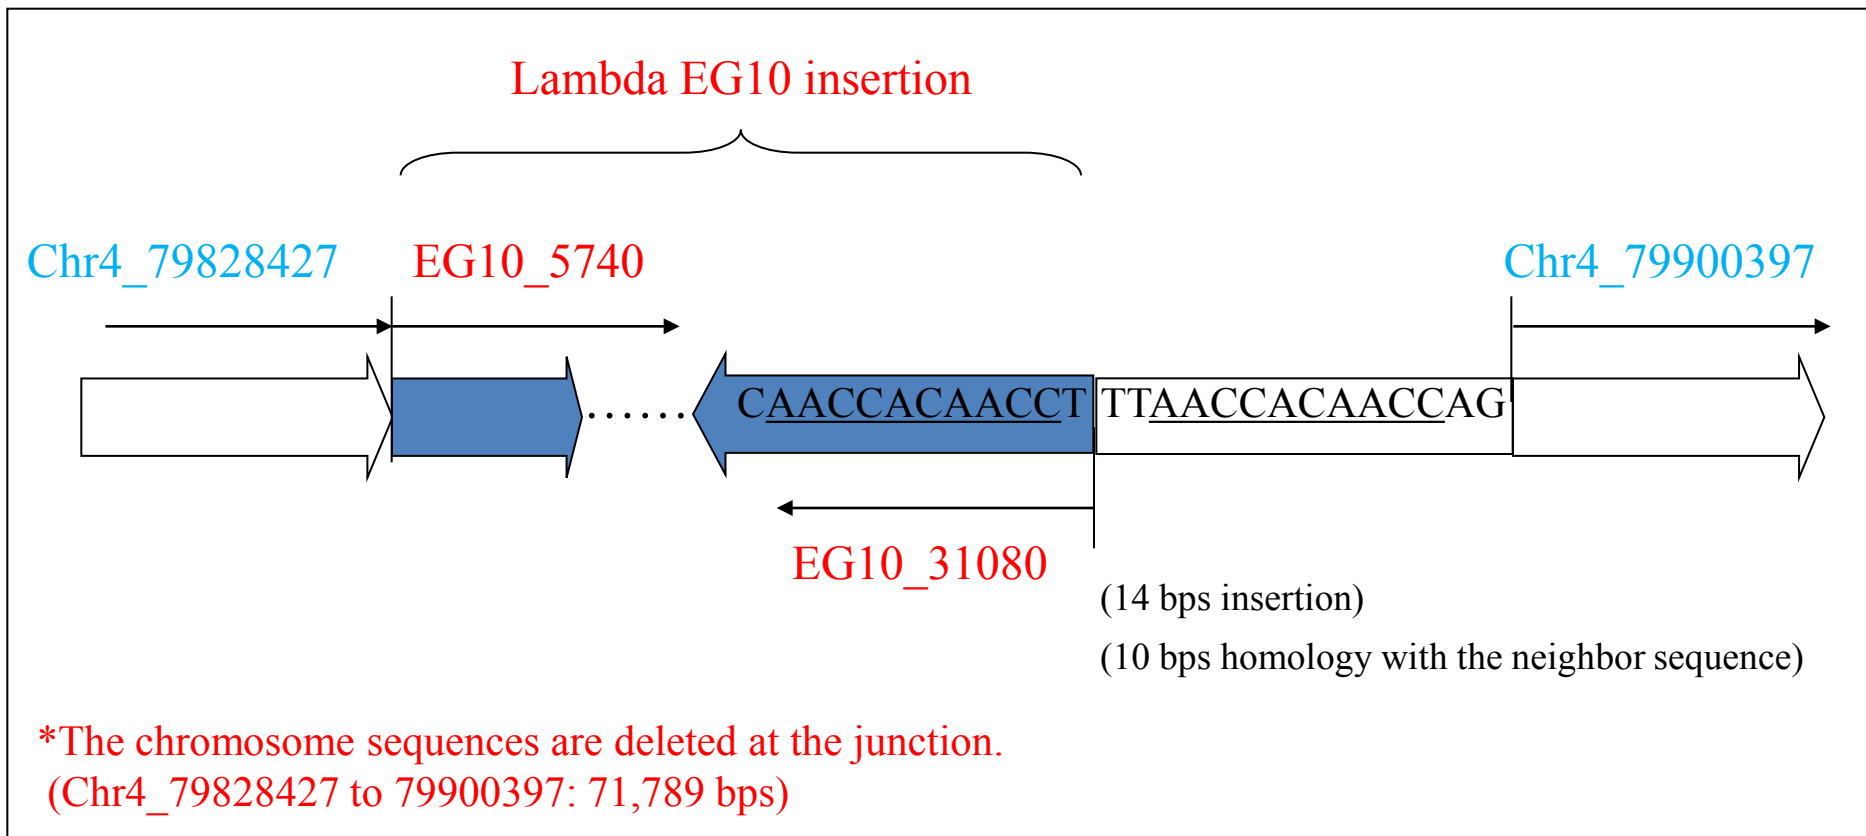 Lambda EG10 insertion
Chr4_79828427 EG10_5740 Chr4_79900397
CAACCACAACCT TTAACCACAACCAG
EG10_31080
(14 bps insertion)
(10 bps homology with the neighbor sequence)
*The chromosome sequences are deleted at the junction.
(Chr4_79828427 to 79900397: 71,789 bps)